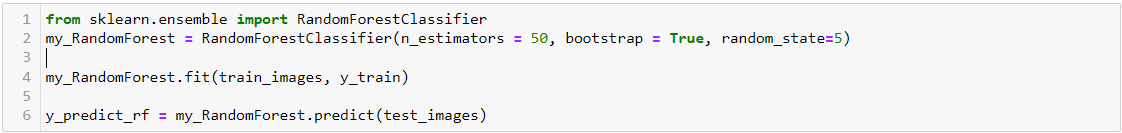 1 from sklearn.ensemble import RandomForestClassifier
2 my_RandomForest = RandomForestClassifier(n_estimators = 50, bootstrap = True, random_state=5)
3
4 my_RandomForest.fit(train_images, y_train)
5
6 y_predict_rf = my_RandomForest.predict(test_images)